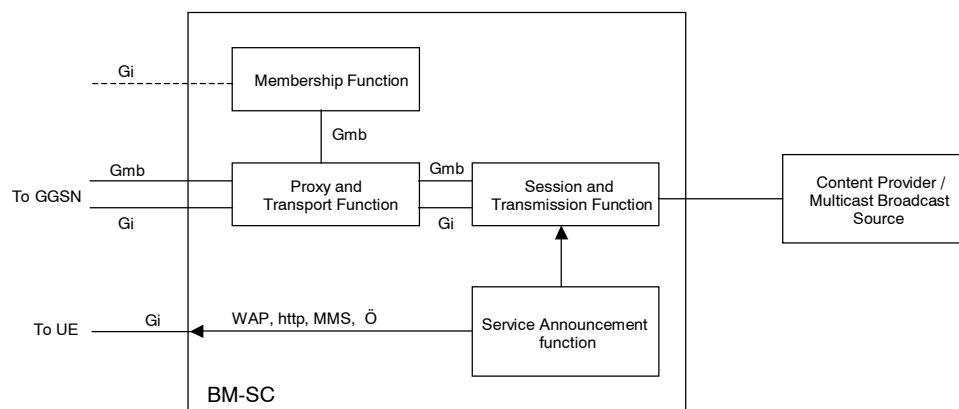 Gi
Membership Function
Gmb
To GGSN
Gmb
Gi
Proxy and
Transport Function
Gmb
Gi
Session and
Transmission Function
Content Provider /
Multicast Broadcast
Source
To UE
Gi
WAP, http, MMS, Ö
Service Announcement
function
BM-SC